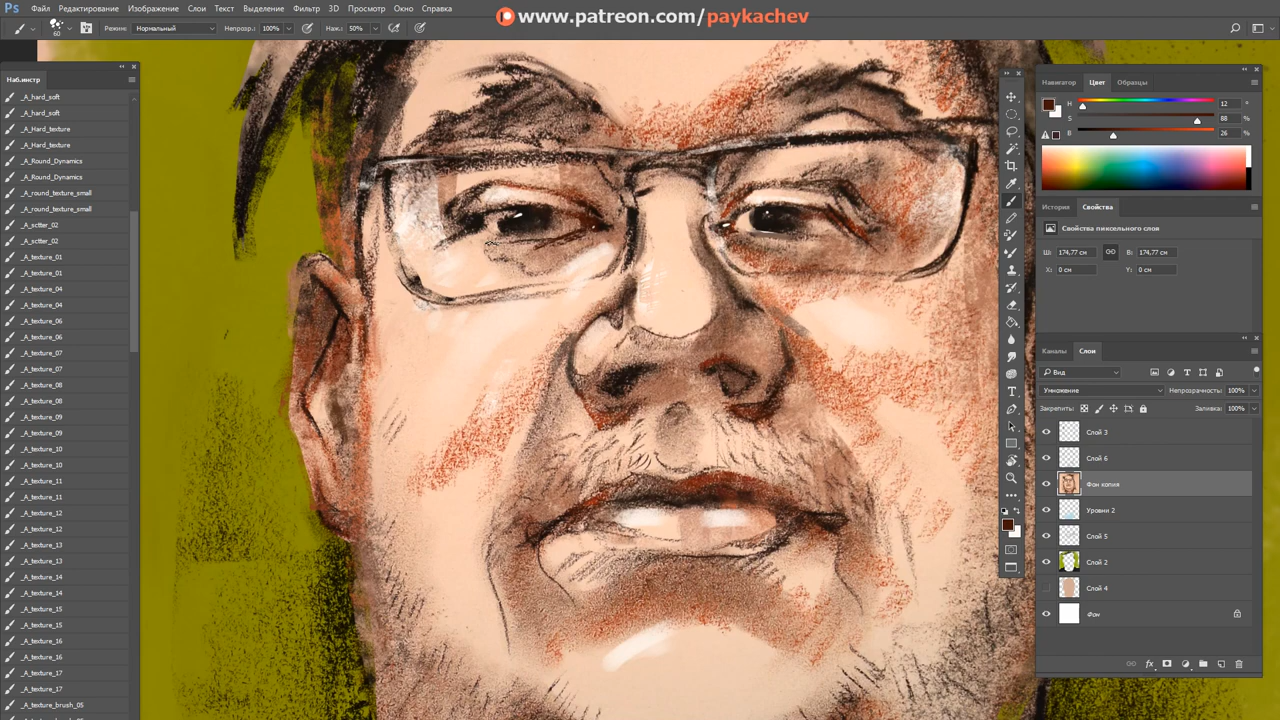 www.patreon.com/paykachev
Ps Файл Редактирование Изображение Слои Текст Выделение Фильтр 3D Просмотр Окно Справка
60 Режим: Нормальный Непрозр.: 100% Наж.: 50%
Наб.инстр
_A_hard_soft
_A_hard_soft
_A_Hard_texture
_A_Hard_texture
_A_Round_Dynamics
_A_Round_Dynamics
_A_round_texture_small
_A_round_texture_small
_A_sctter_02
_A_sctter_02
_A_texture_01
_A_texture_01
_A_texture_04
_A_texture_04
_A_texture_06
_A_texture_06
_A_texture_07
_A_texture_07
_A_texture_08
_A_texture_08
_A_texture_09
_A_texture_09
_A_texture_10
_A_texture_10
_A_texture_11
_A_texture_11
_A_texture_12
_A_texture_12
_A_texture_13
_A_texture_13
_A_texture_14
_A_texture_14
_A_texture_15
_A_texture_15
_A_texture_16
_A_texture_16
_A_texture_17
_A_texture_17
_A_texture_brush_05
Навигатор Цвет Образцы
H 12 °
S 88 %
B 26 %
История Свойства
Свойства пиксельного слоя
Ш: 174,77 см В: 174,77 см
X: 0 см Y: 0 см
Каналы Слои
Вид
Умножение Непрозрачность: 100%
Закрепить: Заливка: 100%
Слой 3
Слой 6
Фон копия
Уровни 2
Слой 5
Слой 2
Слой 4
Фон